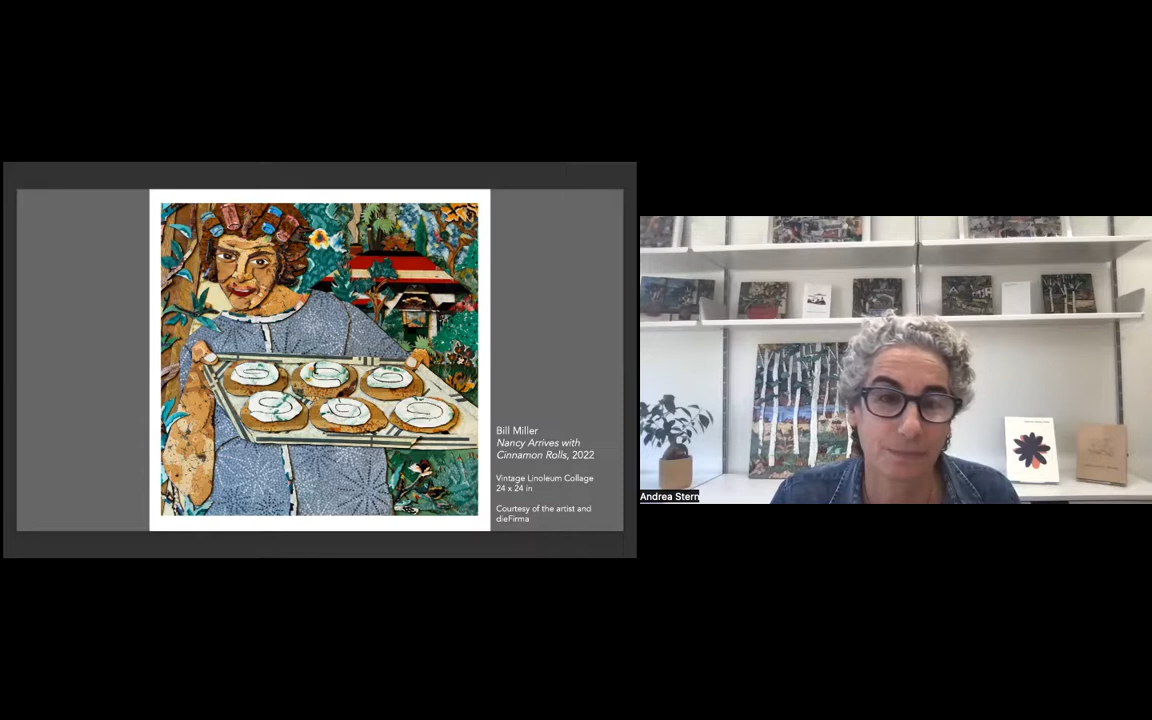 Bill Miller
Nancy Arrives with
Cinnamon Rolls, 2022
Vintage Linoleum Collage
24 x 24 in
Courtesy of the artist and
dieFirma
Andrea Stern